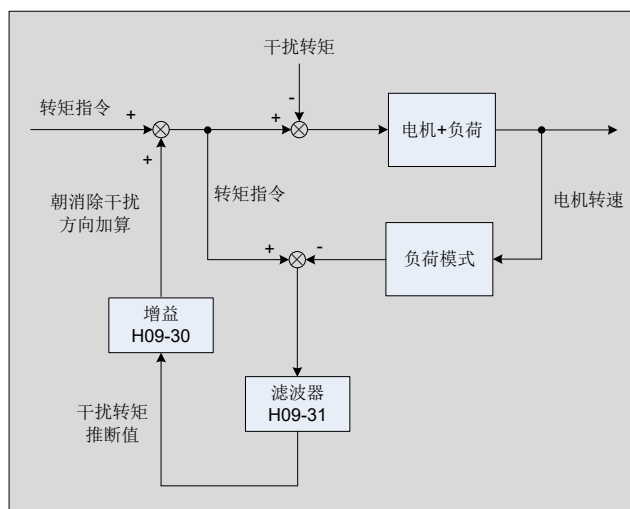 干扰转矩
-
转矩指令
+
+
电机+负荷
+
朝消除干扰
方向加算
转矩指令
电机转速
+
-
负荷模式
增益
H09-30
滤波器
H09-31
干扰转矩
推断值